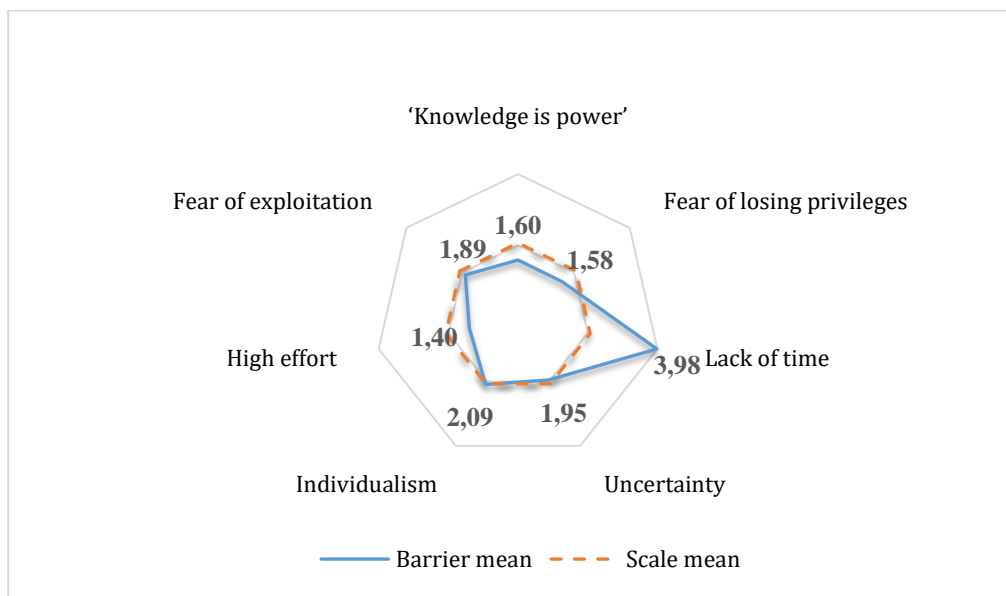 ‘Knowledge is power’
Fear of exploitation
Fear of losing privileges
1,60
1,89
1,58
High effort
1,40
Lack of time
3,98
2,09
1,95
Individualism
Uncertainty
Barrier mean
Scale mean